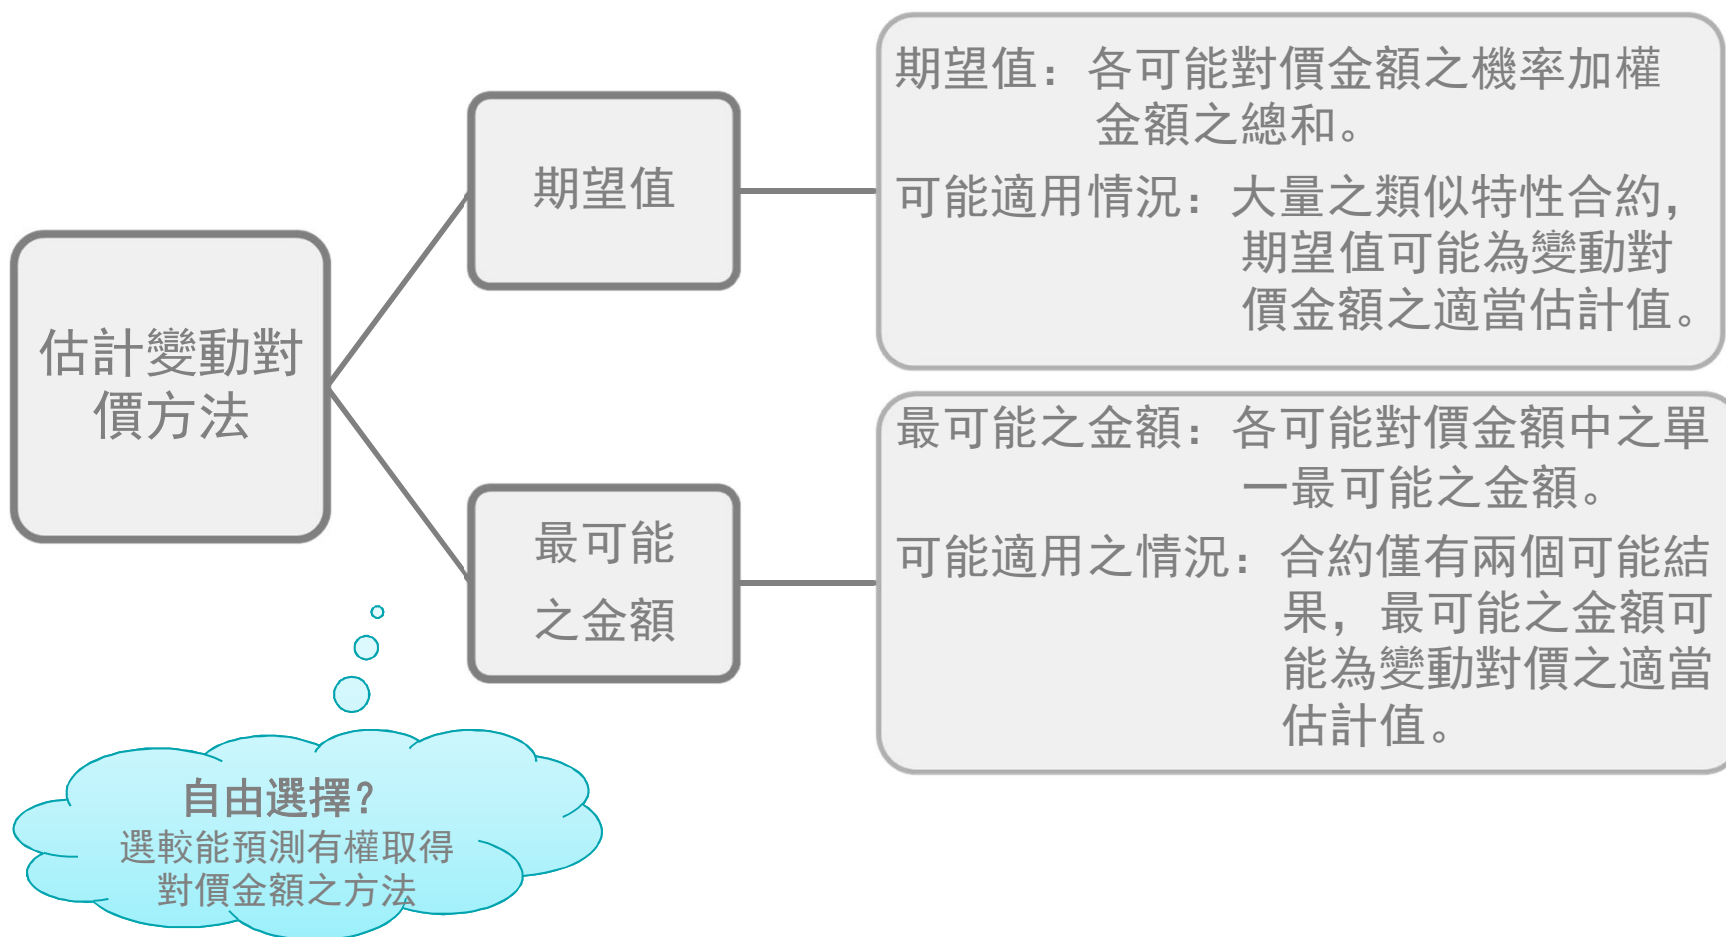 估計變動對
價方法
期望值
期望值：各可能對價金額之機率加權
金額之總和。
可能適用情況：大量之類似特性合約，
期望值可能為變動對
價金額之適當估計值。
最可能
之金額
最可能之金額：各可能對價金額中之單
一最可能之金額。
可能適用之情況：合約僅有兩個可能結
果，最可能之金額可
能為變動對價之適當
估計值。
自由選擇？
選較能預測有權取得
對價金額之方法